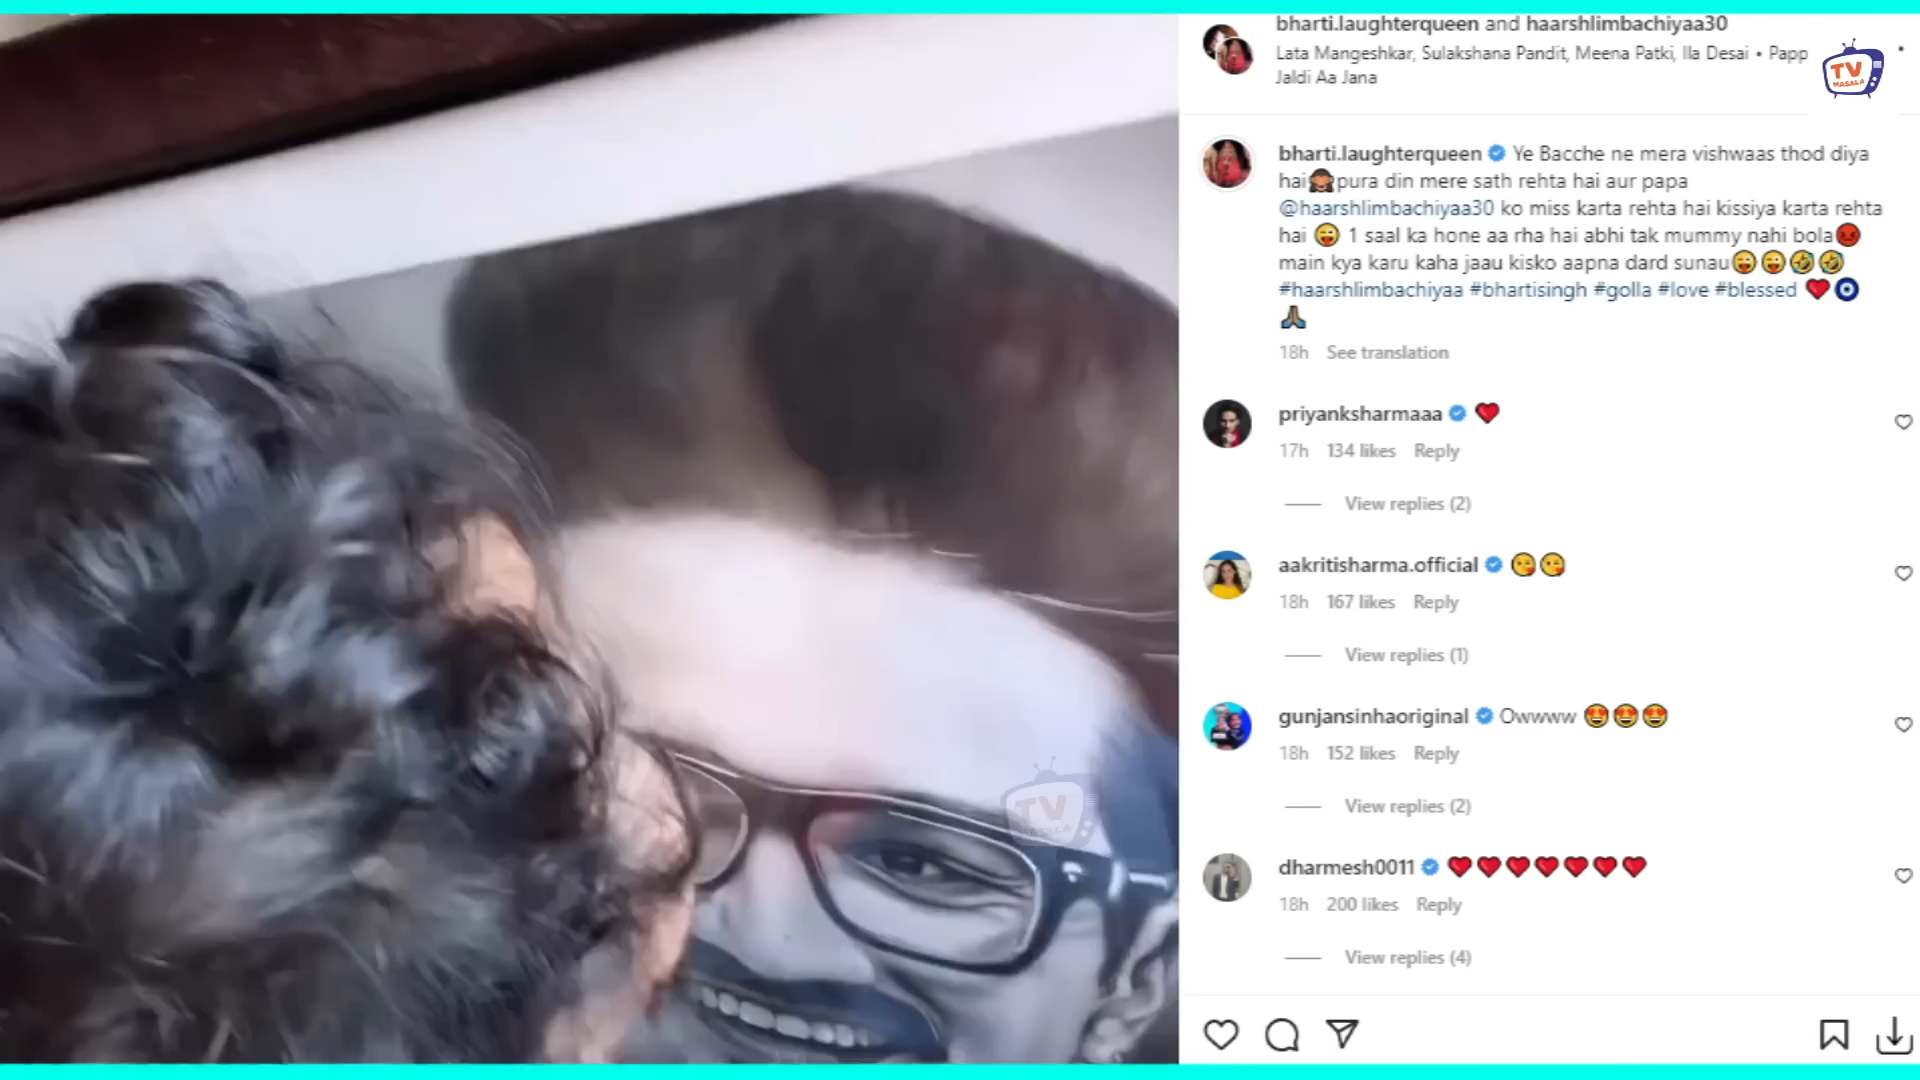 bharti.laughterqueen and haarshlimbachiyaa30
Lata Mangeshkar, Sulakshana Pandit, Meena Patki, Ila Desai • Papp
Jaldi Aa Jana
TV
MASALA
bharti.laughterqueen Ye Bacche ne mera vishwaas thod diya
hai🙈pura din mere sath rehta hai aur papa
@haarshlimbachiyaa30 ko miss karta rehta hai kissiya karta rehta
hai 😜 1 saal ka hone aa rha hai abhi tak mummy nahi bola😡
main kya karu kaha jaau kisko aapna dard sunau😜😜🤣🤣
#haarshlimbachiyaa #bhartisingh #golla #love #blessed ❤️🧿
🙏🏽
18h See translation
priyanksharmaaa ❤️
17h 134 likes Reply
View replies (2)
aakritisharma.official 😘😘
18h 167 likes Reply
View replies (1)
gunjansinhaoriginal Owwww 😍😍😍
18h 152 likes Reply
View replies (2)
dharmesh0011 ❤️❤️❤️❤️❤️❤️❤️
18h 200 likes Reply
View replies (4)
TV
MASALA